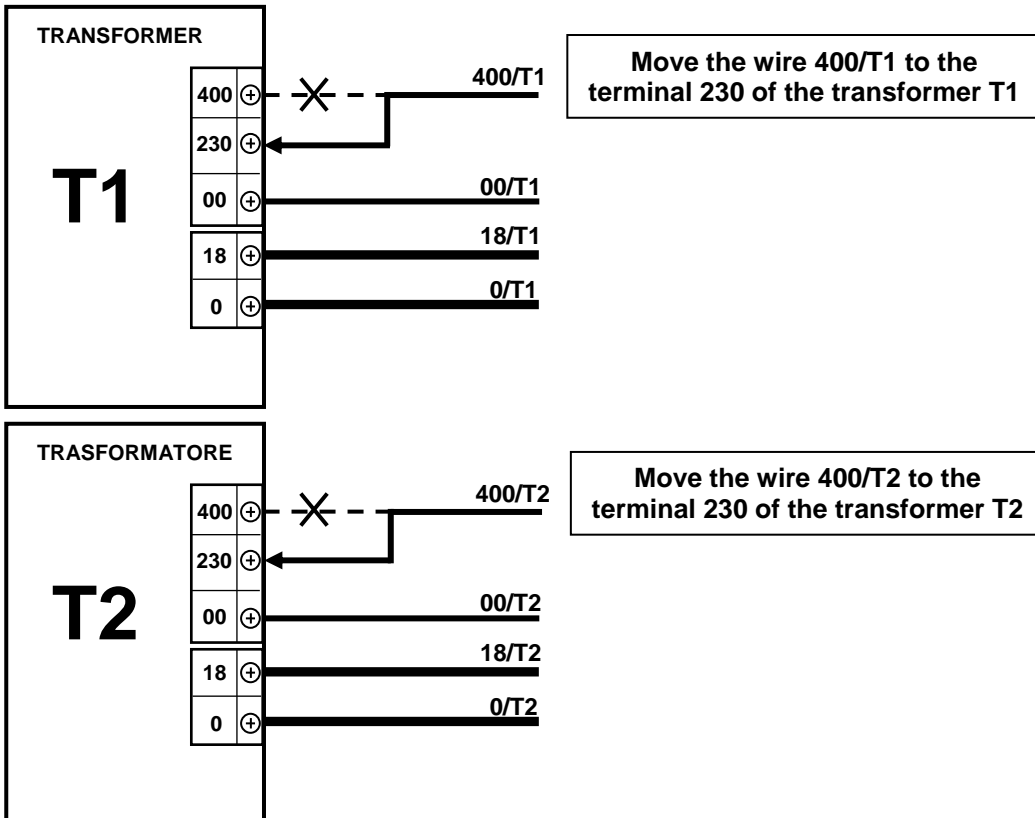 TRANSFORMER
T1
400
230
00
18
0
400/T1
00/T1
18/T1
0/T1
Move the wire 400/T1 to the
terminal 230 of the transformer T1
TRASFORMATORE
T2
400
230
00
18
0
400/T2
00/T2
18/T2
0/T2
Move the wire 400/T2 to the
terminal 230 of the transformer T2